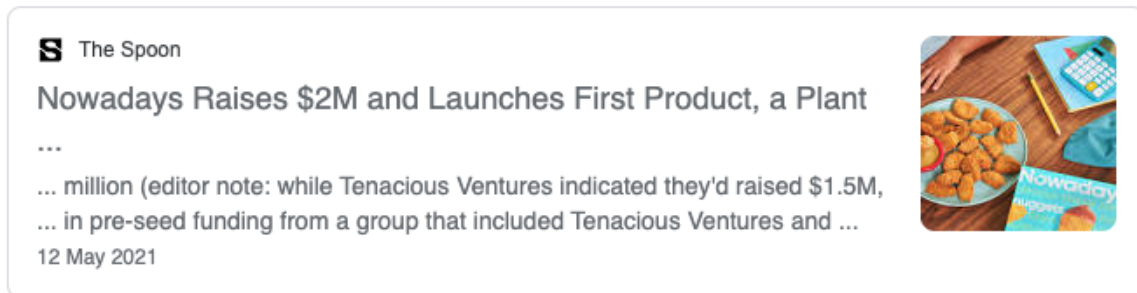 The Spoon
Nowadays Raises $2M and Launches First Product, a Plant
...
... million (editor note: while Tenacious Ventures indicated they'd raised $1.5M,
... in pre-seed funding from a group that included Tenacious Ventures and ...
12 May 2021
Nowaday
nuggets